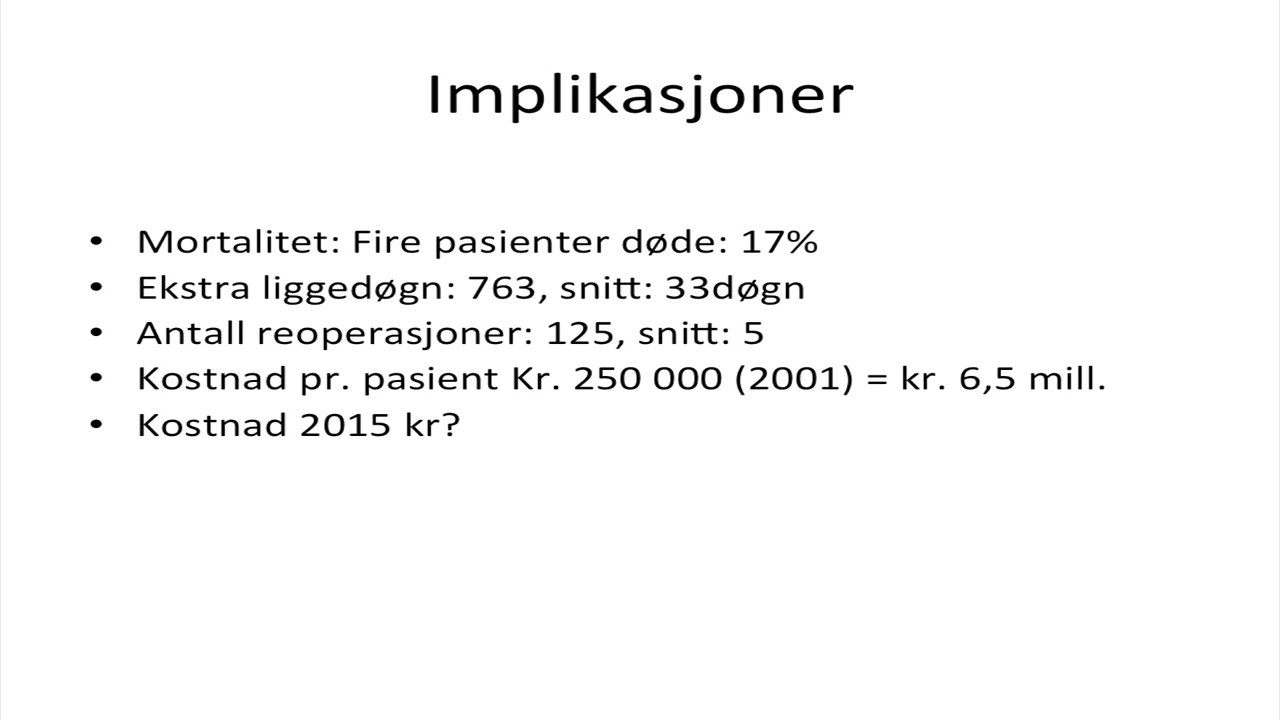 Implikasjoner
• Mortalitet: Fire pasienter døde: 17%
• Ekstra liggedøgn: 763, snitt: 33døgn
• Antall reoperasjoner: 125, snitt: 5
• Kostnad pr. pasient Kr. 250 000 (2001) = kr. 6,5 mill.
• Kostnad 2015 kr?